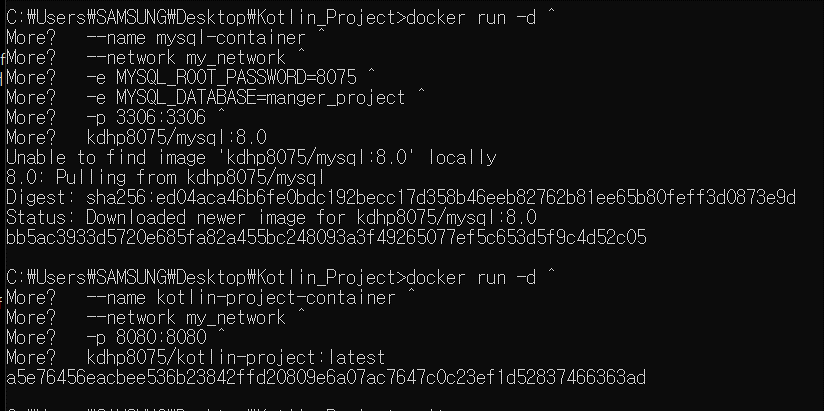 C:₩Users₩SAMSUNG₩Desktop₩Kotlin_Project>docker run -d ^
More?   --name mysql-container ^
More?   --network my_network ^
More?   -e MYSQL_ROOT_PASSWORD=8075 ^
More?   -e MYSQL_DATABASE=manger_project ^
More?   -p 3306:3306 ^
More?   kdhp8075/mysql:8.0
Unable to find image 'kdhp8075/mysql:8.0' locally
8.0: Pulling from kdhp8075/mysql
Digest: sha256:ed04aca46b6fe0bdc192becc17d358b46eeb82762b81ee65b80feff3d0873e9d
Status: Downloaded newer image for kdhp8075/mysql:8.0
bb5ac3933d5720e685fa82a455bc248093a3f49265077ef5c653d5f9c4d52c05

C:₩Users₩SAMSUNG₩Desktop₩Kotlin_Project>docker run -d ^
More?   --name kotlin-project-container ^
More?   --network my_network ^
More?   -p 8080:8080 ^
More?   kdhp8075/kotlin-project:latest
a5e76456eacbee536b23842ffd20809e6a07ac7647c0c23ef1d52837466363ad